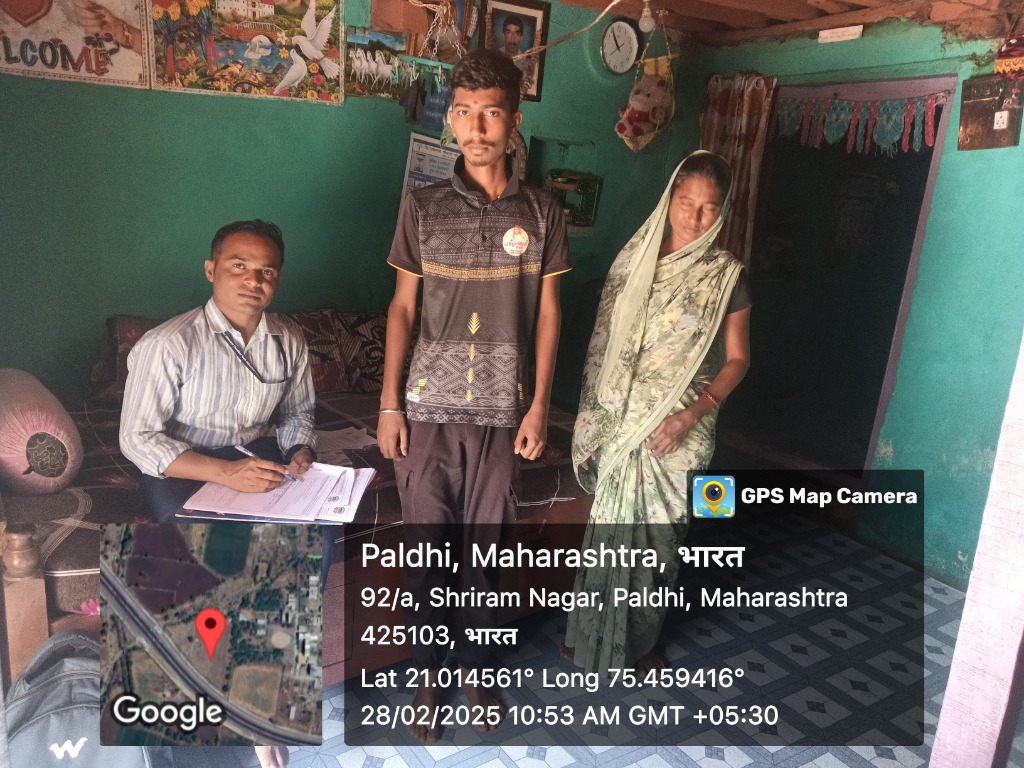 WELCOME
GPS Map Camera
Paldhi, Maharashtra, भारत
92/a, Shriram Nagar, Paldhi, Maharashtra
425103, भारत
Lat 21.014561° Long 75.459416°
28/02/2025 10:53 AM GMT +05:30
Google